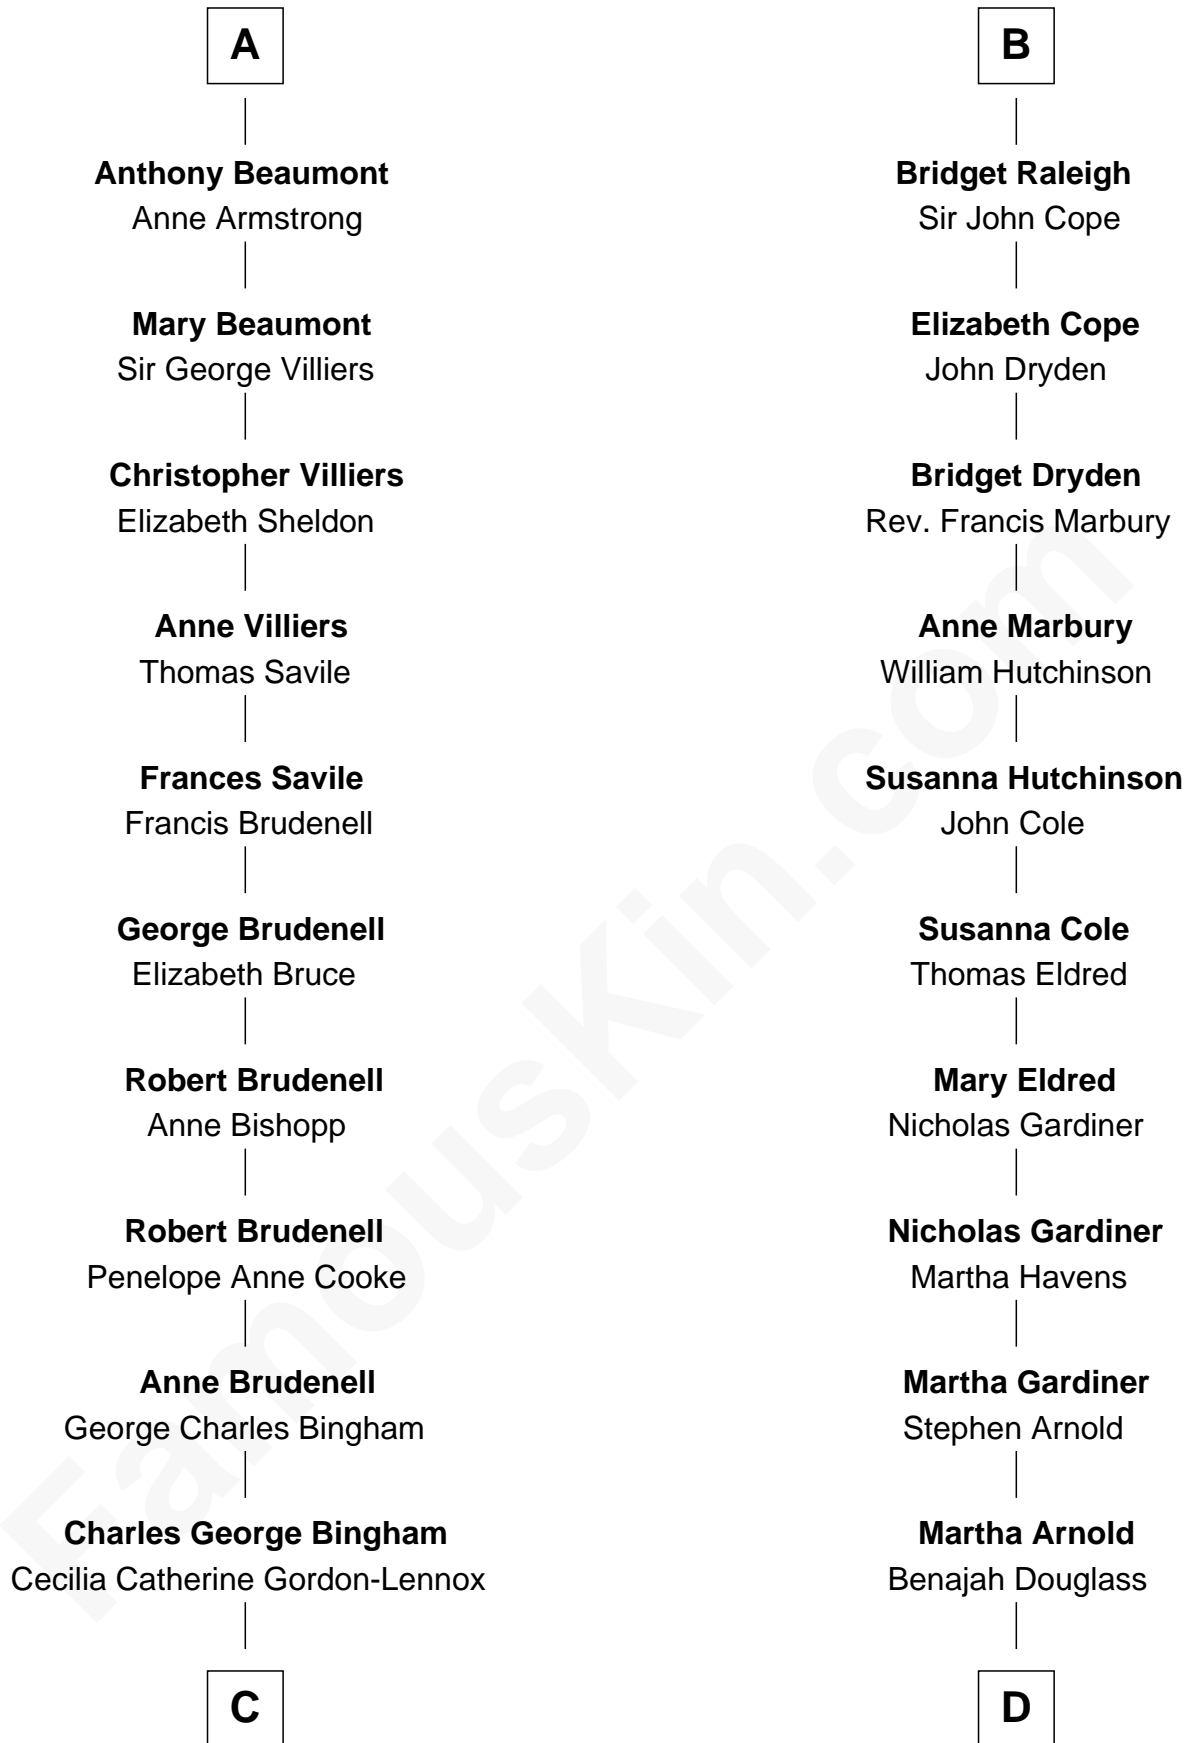 A
Anthony Beaumont
Anne Armstrong
Mary Beaumont
Sir George Villiers
Christopher Villiers
Elizabeth Sheldon
Anne Villiers
Thomas Savile
Frances Savile
Francis Brudenell
George Brudenell
Elizabeth Bruce
Robert Brudenell
Anne Bishopp
Robert Brudenell
Penelope Anne Cooke
Anne Brudenell
George Charles Bingham
Charles George Bingham
Cecilia Catherine Gordon-Lennox
C
B
Bridget Raleigh
Sir John Cope
Elizabeth Cope
John Dryden
Bridget Dryden
Rev. Francis Marbury
Anne Marbury
William Hutchinson
Susanna Hutchinson
John Cole
Susanna Cole
Thomas Eldred
Mary Eldred
Nicholas Gardiner
Nicholas Gardiner
Martha Havens
Martha Gardiner
Stephen Arnold
Martha Arnold
Benajah Douglass
D
FamousKin.com